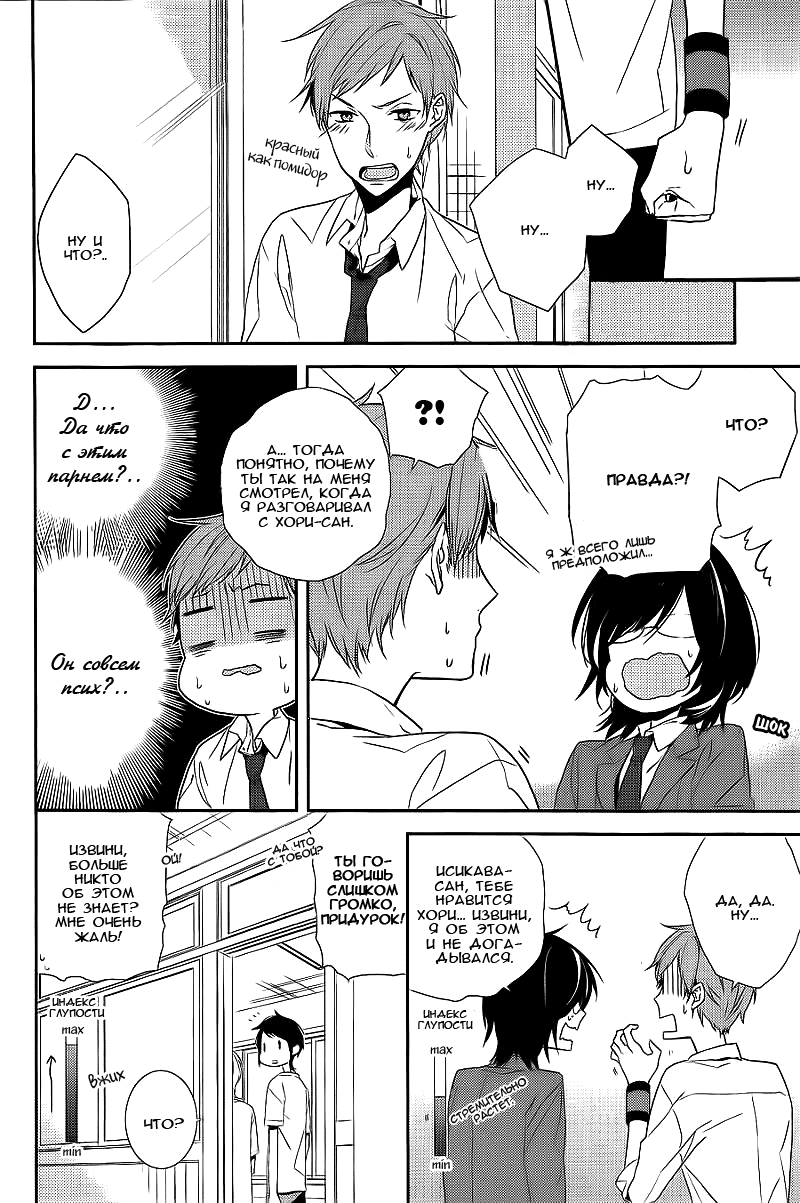 НУ...
НУ...
красный
как помидор
НУ И
ЧТО?..
ЧТО?
ПРАВДА?!
Я Ж ВСЕГО ЛИШЬ
ПРЕДПОЛОЖИЛ...
ШОК
?!
А... ТОГДА
ПОНЯТНО, ПОЧЕМУ
ТЫ ТАК НА МЕНЯ
СМОТРЕЛ, КОГДА
Я РАЗГОВАРИВАЛ
С ХОРИ-САН.
Д...
Да что
с этим
парнем?..
Он совсем
псих?..
ДА, ДА.
НУ...
ИСИКАВА-
САН, ТЕБЕ
НРАВИТСЯ
ХОРИ... ИЗВИНИ,
Я ОБ ЭТОМ
И НЕ ДОГА-
ДЫВАЛСЯ.
ИНДЕКС
ГЛУПОСТИ
max
СТРЕМИТЕЛЬНО
РАСТЕТ.
min
ТЫ ГО-
ВОРИШЬ
СЛИШКОМ
ГРОМКО,
ПРИДУРОК!
ДА ЧТО
С ТОБОЙ?
ОЙ!
ИЗВИНИ,
БОЛЬШЕ
НИКТО
ОБ ЭТОМ
НЕ ЗНАЕТ?
МНЕ ОЧЕНЬ
ЖАЛЬ!
ИНДЕКС
ГЛУПОСТИ
max
ВЖИХ
min
ЧТО?